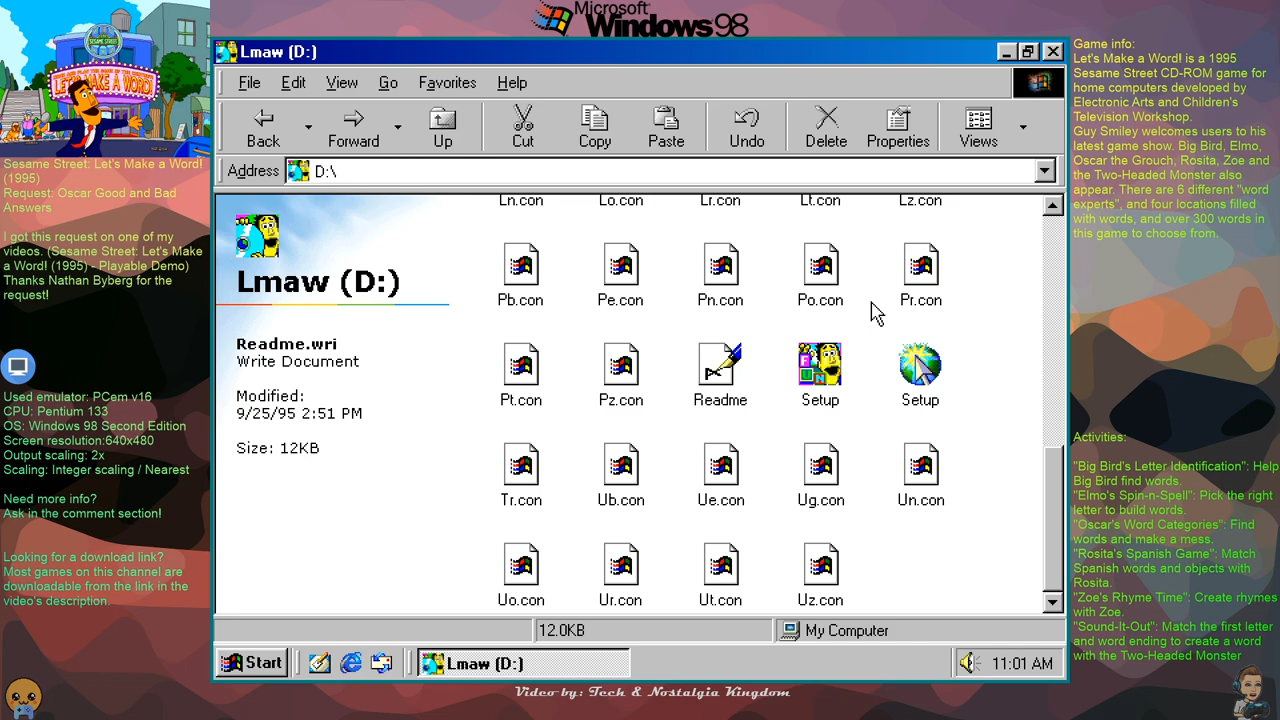 Microsoft
Windows 98
SESAME STREET
LET'S MAKE A WORD!
Sesame Street: Let's Make a Word!
(1995)
Request: Oscar Good and Bad
Answers
I got this request on one of my
videos. (Sesame Street: Let's Make
a Word! (1995) - Playable Demo)
Thanks Nathan Byberg for the
request!
Used emulator: PCem v16
CPU: Pentium 133
OS: Windows 98 Second Edition
Screen resolution:640x480
Output scaling: 2x
Scaling: Integer scaling / Nearest
Need more info?
Ask in the comment section!
Looking for a download link?
Most games on this channel are
downloadable from the link in the
video's description.
Lmaw (D:)
File Edit View Go Favorites Help
Back Forward Up Cut Copy Paste Undo Delete Properties Views
Address D:\
Lmaw (D:)
Readme.wri
Write Document
Modified:
9/25/95 2:51 PM
Size: 12KB
Ln.con Lo.con Lr.con Lt.con Lz.con
Pb.con Pe.con Pn.con Po.con Pr.con
Pt.con Pz.con Readme Setup Setup
Tr.con Ub.con Ue.con Ug.con Un.con
Uo.con Ur.con Ut.con Uz.con
12.0KB My Computer
Start Lmaw (D:) 11:01 AM
Video by: Tech & Nostalgia Kingdom
Game info:
Let's Make a Word! is a 1995
Sesame Street CD-ROM game for
home computers developed by
Electronic Arts and Children's
Television Workshop.
Guy Smiley welcomes users to his
latest game show. Big Bird, Elmo,
Oscar the Grouch, Rosita, Zoe and
the Two-Headed Monster also
appear. There are 6 different "word
experts", and four locations filled
with words, and over 300 words in
this game to choose from.
Activities:
"Big Bird's Letter Identification": Help
Big Bird find words.
"Elmo's Spin-n-Spell": Pick the right
letter to build words.
"Oscar's Word Categories": Find
words and make a mess.
"Rosita's Spanish Game": Match
Spanish words and objects with
Rosita.
"Zoe's Rhyme Time": Create rhymes
with Zoe.
"Sound-It-Out": Match the first letter
and word ending to create a word
with the Two-Headed Monster